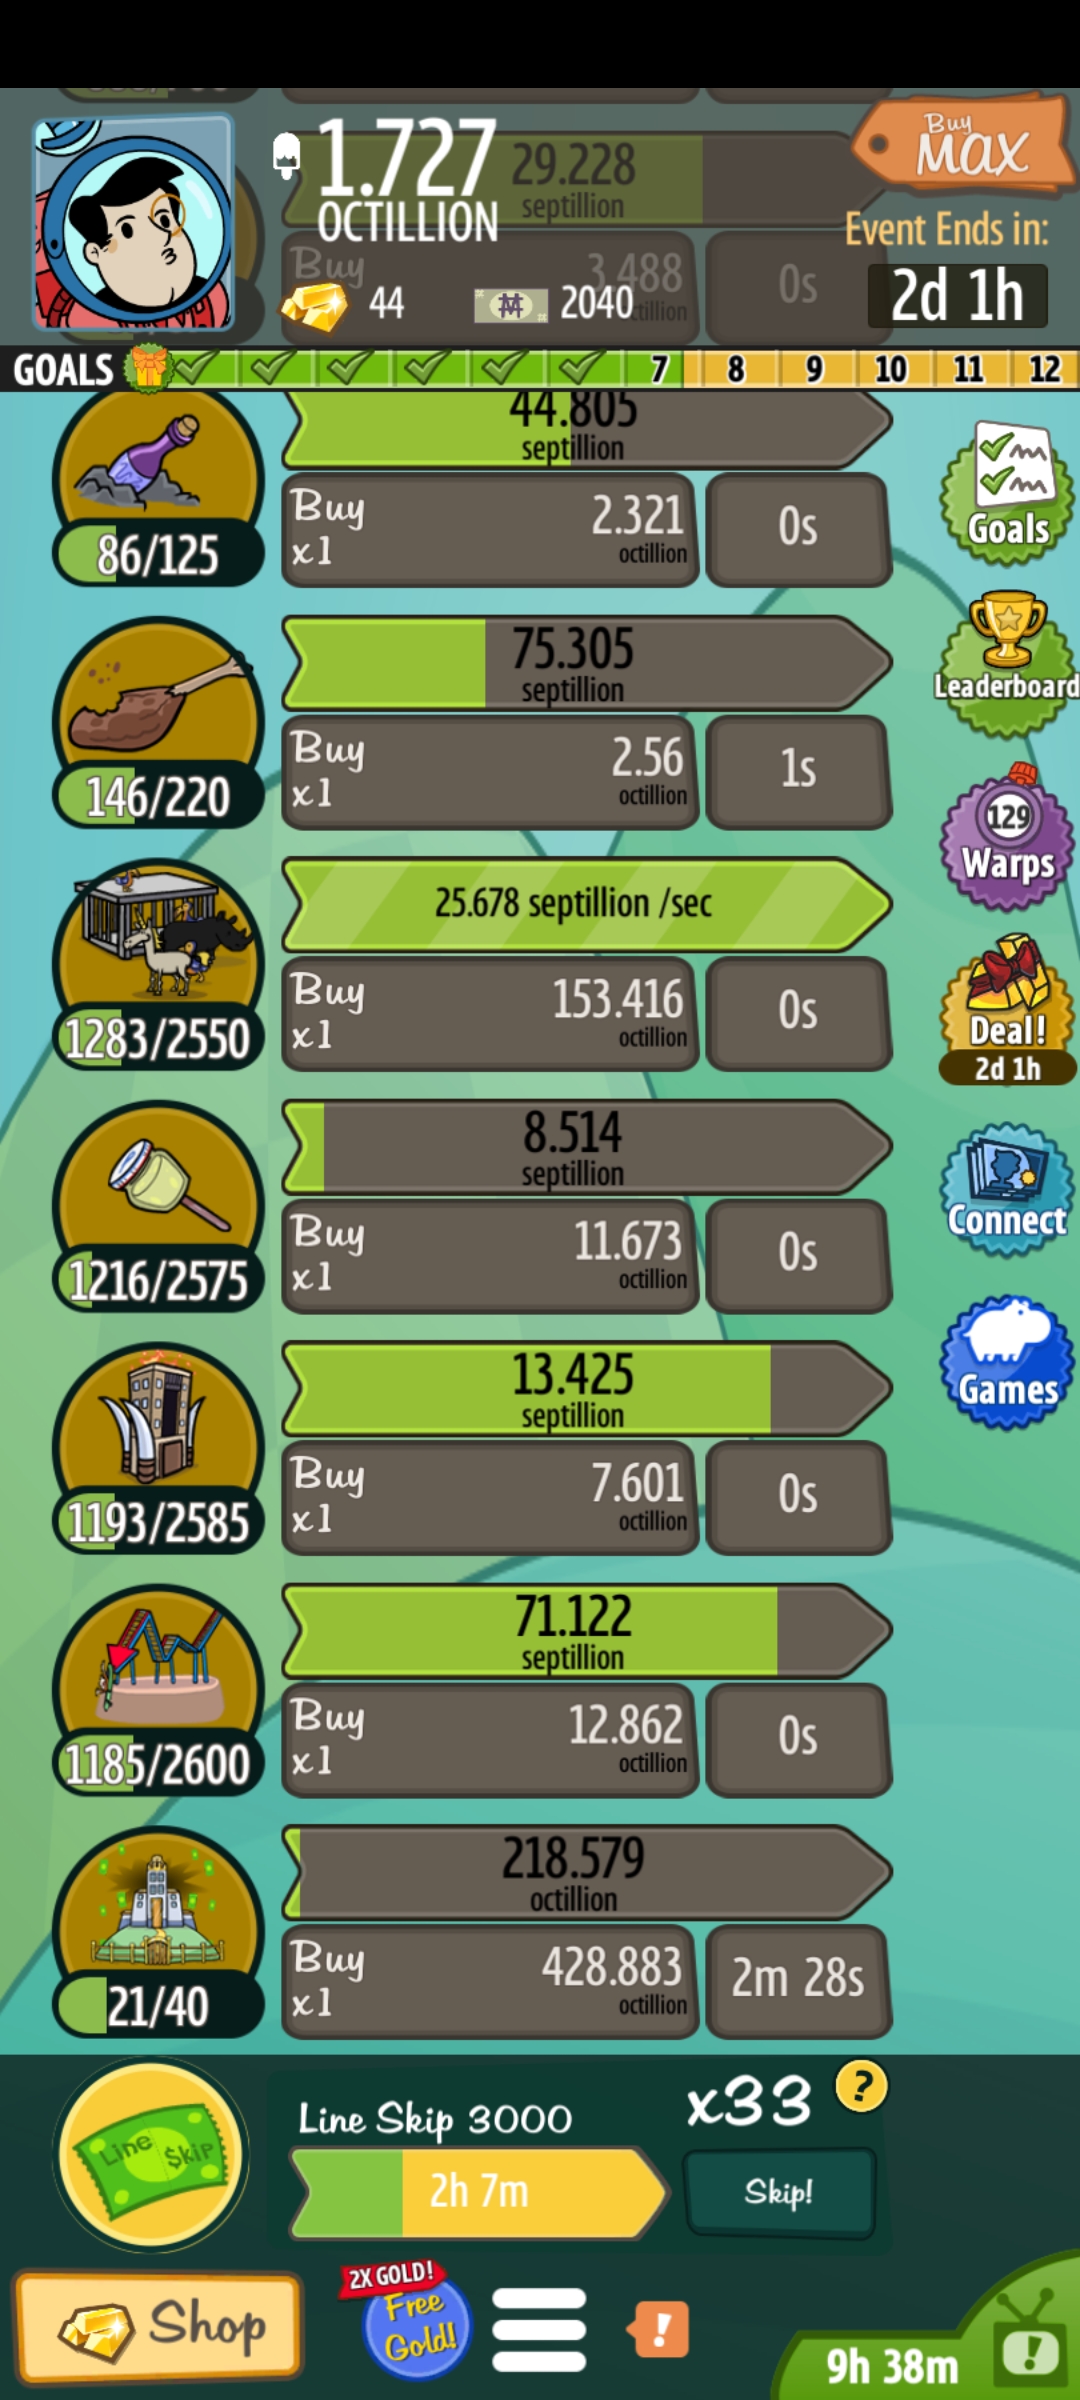 1.727
OCTILLION
29.228
septillion
Buy
MAX
Event Ends in:
2d 1h
Buy
3.488
0s
44
2040
GOALS
7
8
9
10
11
12
44.805
septillion
86/125
Buy
x1
2.321
octillion
0s
Goals
75.305
septillion
146/220
Buy
x1
2.56
octillion
1s
Leaderboard
129
Warps
25.678 septillion /sec
1283/2550
Buy
x1
153.416
octillion
0s
Deal!
2d 1h
8.514
septillion
1216/2575
Buy
x1
11.673
octillion
0s
Connect
13.425
septillion
1193/2585
Buy
x1
7.601
octillion
0s
Games
71.122
septillion
1185/2600
Buy
x1
12.862
octillion
0s
218.579
octillion
21/40
Buy
x1
428.883
octillion
2m 28s
Line $kip
Line Skip 3000
x33
?
2h 7m
Skip!
Shop
2X GOLD!
Free
Gold!
!
9h 38m
!